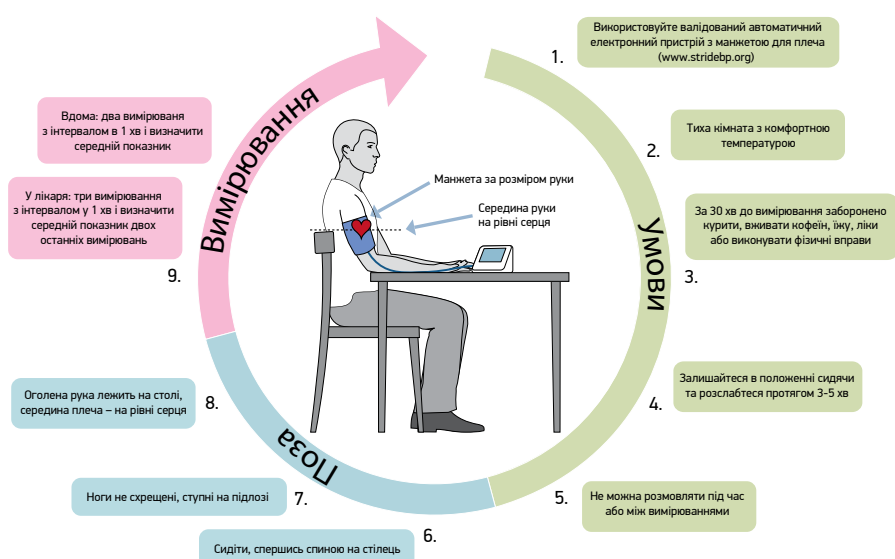 1.
Використовуйте валідований автоматичний
електронний пристрій з манжетою для плеча
(www.stridebp.org)
2.
Тиха кімната з комфортною
температурою
3.
За 30 хв до вимірювання заборонено
курити, вживати кофеїн, їжу, ліки
або виконувати фізичні вправи
4.
Залишайтеся в положенні сидячи
та розслабтеся протягом 3-5 хв
5.
Не можна розмовляти під час
або між вимірюваннями
Умови
6.
Сидіти, спершись спиною на стілець
7.
Ноги не схрещені, ступні на підлозі
8.
Оголена рука лежить на столі,
середина плеча – на рівні серця
Поза
9.
У лікаря: три вимірювання
з інтервалом у 1 хв і визначити
середній показник двох
останніх вимірювань
Вдома: два вимірюваня
з інтервалом в 1 хв і визначити
середній показник
Вимірювання
Манжета за розміром руки
Середина руки
на рівні серця